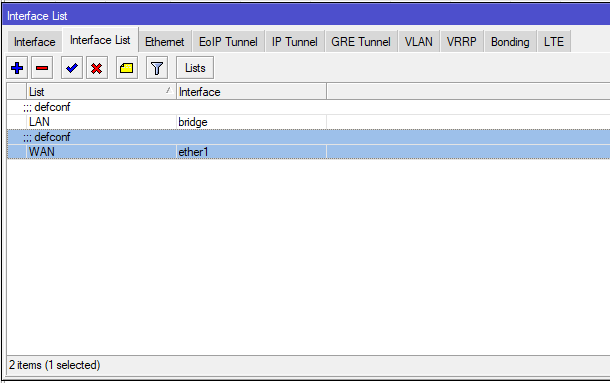 Interface List
Interface Interface List Ethernet EoIP Tunnel IP Tunnel GRE Tunnel VLAN VRRP Bonding LTE
Lists
List / Interface
;;; defconf
LAN bridge
;;; defconf
WAN ether1
2 items (1 selected)